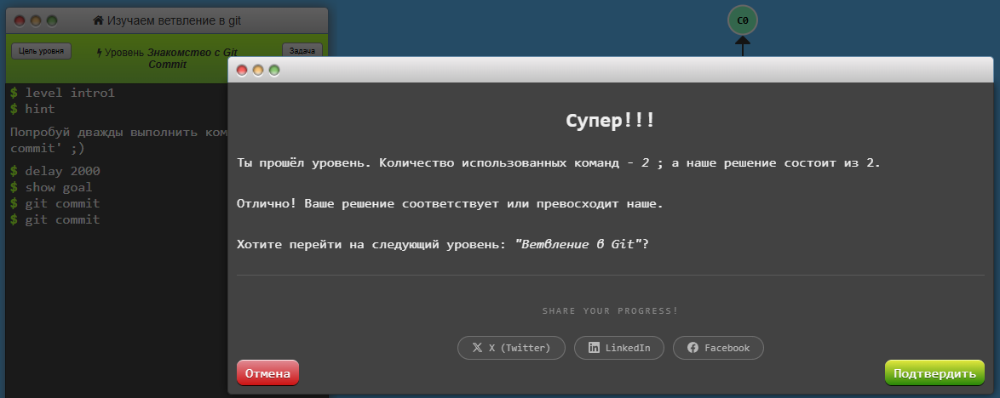 Изучаем ветвление в git
C0
Цель уровня
Уровень Знакомство с Git
Commit
Задача
$ level intro1
$ hint
Попробуй дважды выполнить ком
commit' ;)
$ delay 2000
$ show goal
$ git commit
$ git commit
Супер!!!
Ты прошёл уровень. Количество использованных команд - 2 ; а наше решение состоит из 2.
Отлично! Ваше решение соответствует или превосходит наше.
Хотите перейти на следующий уровень: "Ветвление в Git"?
SHARE YOUR PROGRESS!
X (Twitter)
LinkedIn
Facebook
Отмена
Подтвердить